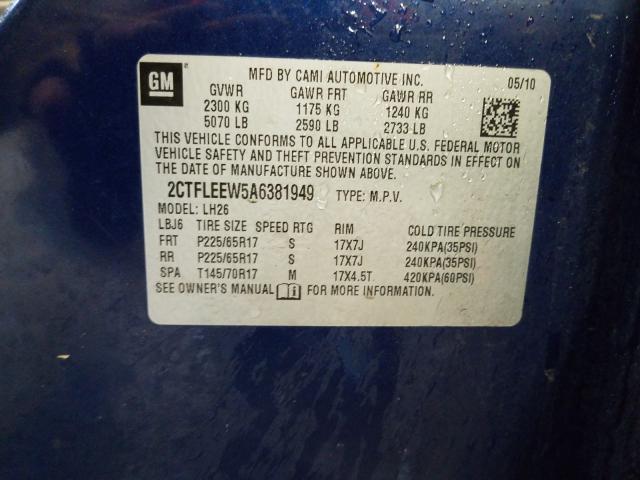 GM
MFD BY CAMI AUTOMOTIVE INC. 05/10
GVWR GAWR FRT GAWR RR
2300 KG 1175 KG 1240 KG
5070 LB 2590 LB 2733 LB
THIS VEHICLE CONFORMS TO ALL APPLICABLE U.S. FEDERAL MOTOR
VEHICLE SAFETY AND THEFT PREVENTION STANDARDS IN EFFECT ON
THE DATE OF MANUFACTURE SHOWN ABOVE.
2CTFLEEW5A6381949 TYPE: M.P.V.
MODEL: LH26
LBJ6 TIRE SIZE SPEED RTG RIM COLD TIRE PRESSURE
FRT P225/65R17 S 17X7J 240KPA(35PSI)
RR P225/65R17 S 17X7J 240KPA(35PSI)
SPA T145/70R17 M 17X4.5T 420KPA(60PSI)
SEE OWNER'S MANUAL FOR MORE INFORMATION.